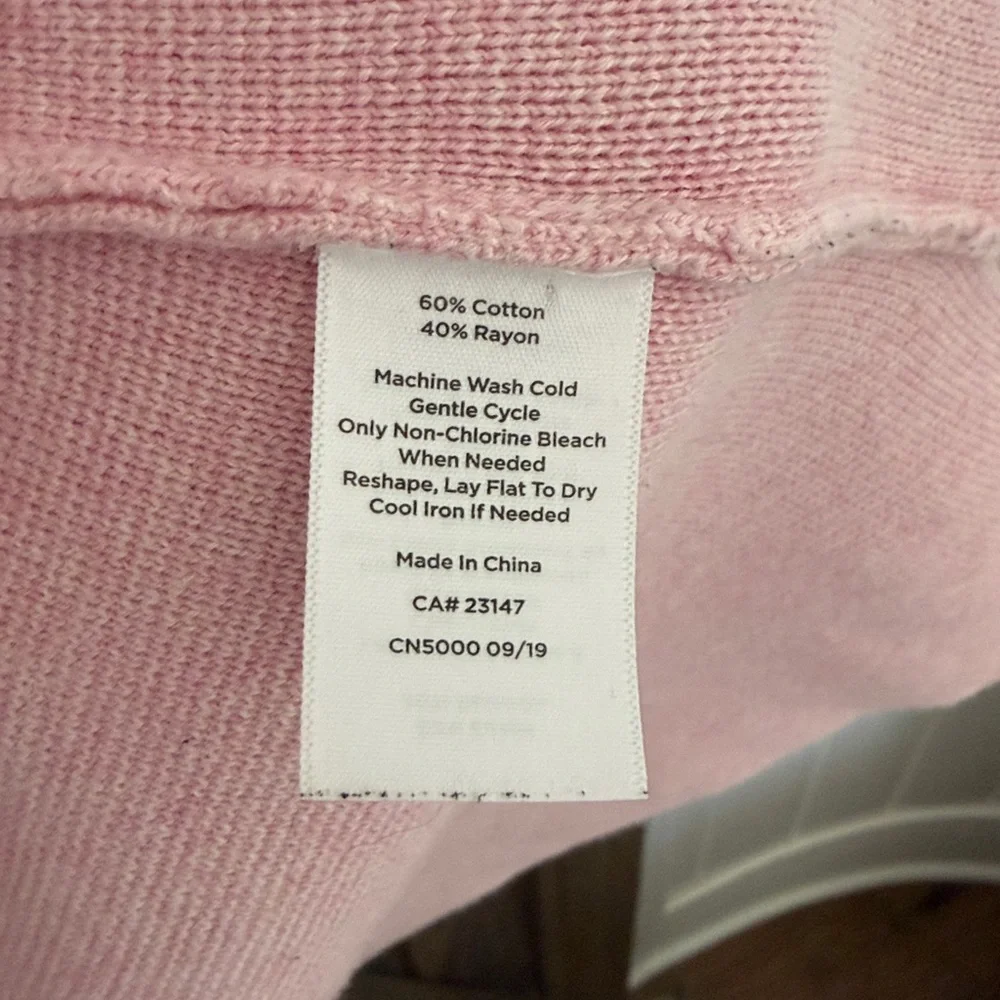 60% Cotton
40% Rayon
Machine Wash Cold
Gentle Cycle
Only Non-Chlorine Bleach
When Needed
Reshape, Lay Flat To Dry
Cool Iron If Needed
Made In China
CA# 23147
CN5000 09/19